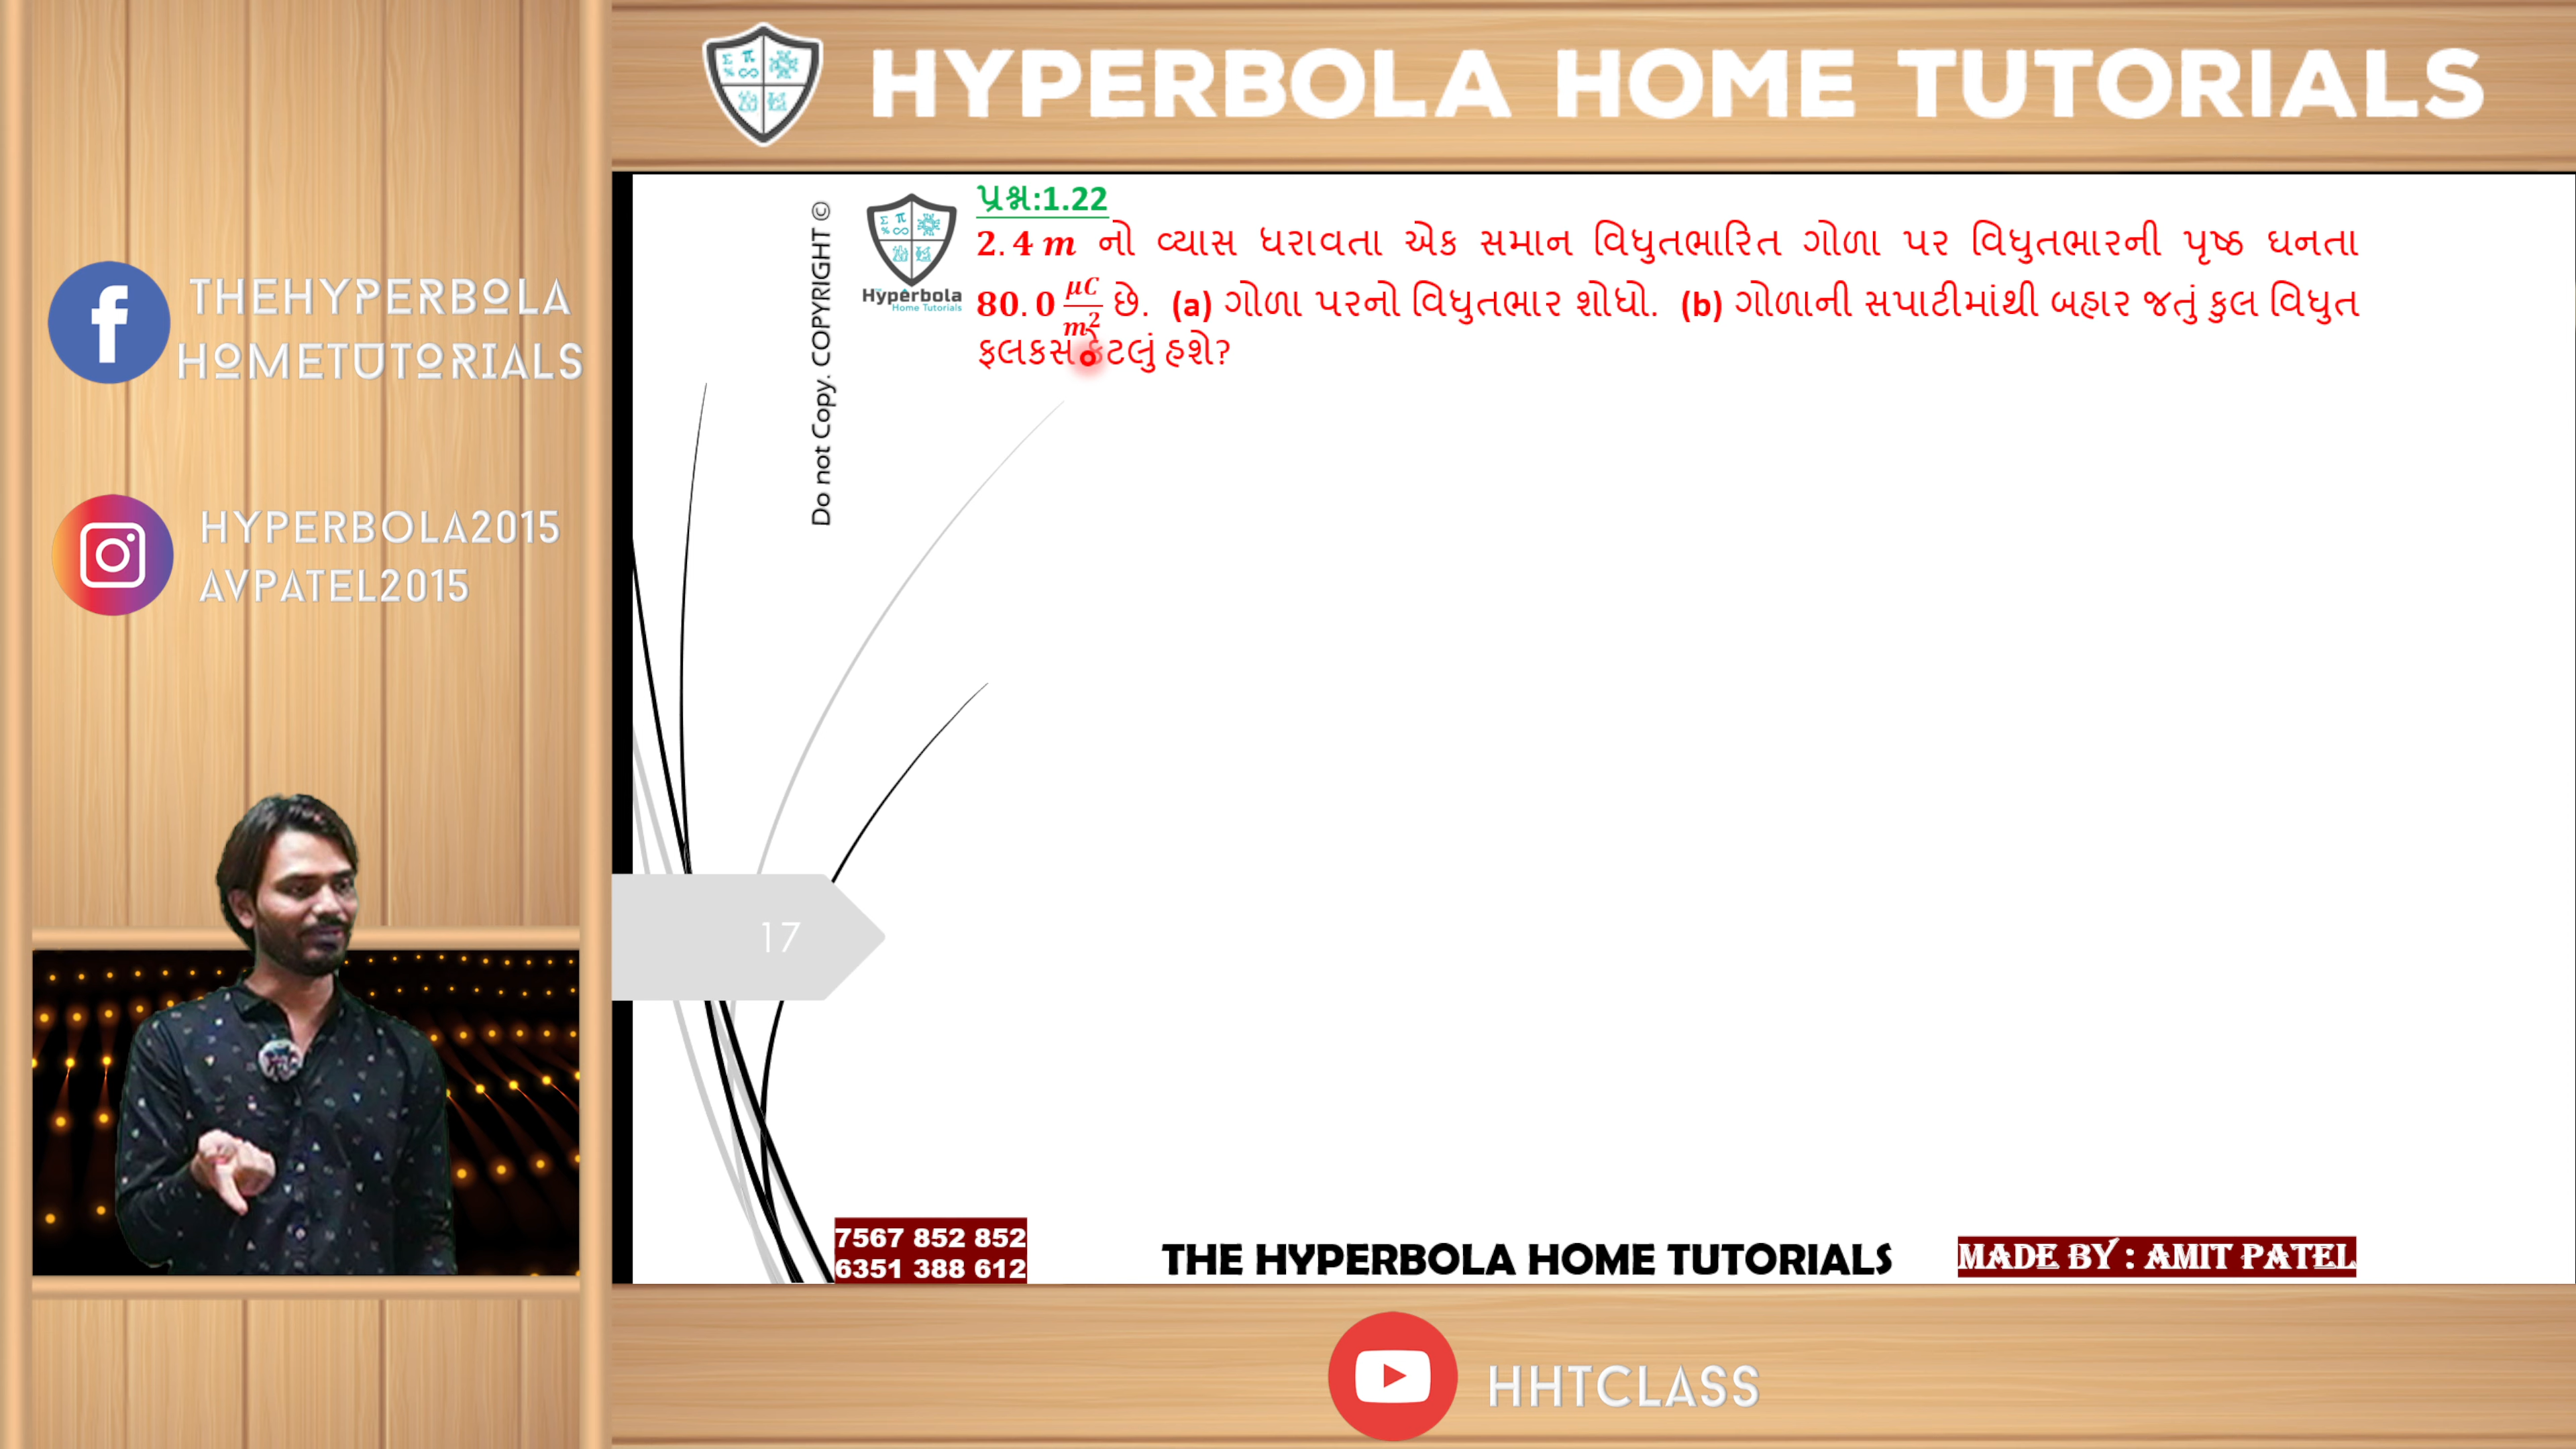 HYPERBOLA HOME TUTORIALS
THEHYPERBOLA
HOMETUTORIALS
HYPERBOLA2015
AVPATEL2015
Do not Copy. COPYRIGHT ©
Hyperbola
Home Tutorials
પ્રશ્ન:1.22
2.4 m નો વ્યાસ ધરાવતા એક સમાન વિધુતભારિત ગોળા પર વિધુતભારની પૃષ્ઠ ઘનતા
80.0 μC/m² છે. (a) ગોળા પરનો વિધુતભાર શોધો. (b) ગોળાની સપાટીમાંથી બહાર જતું કુલ વિધુત
ફલકસ કેટલું હશે?
17
7567 852 852
6351 388 612
THE HYPERBOLA HOME TUTORIALS
MADE BY : AMIT PATEL
HHTCLASS